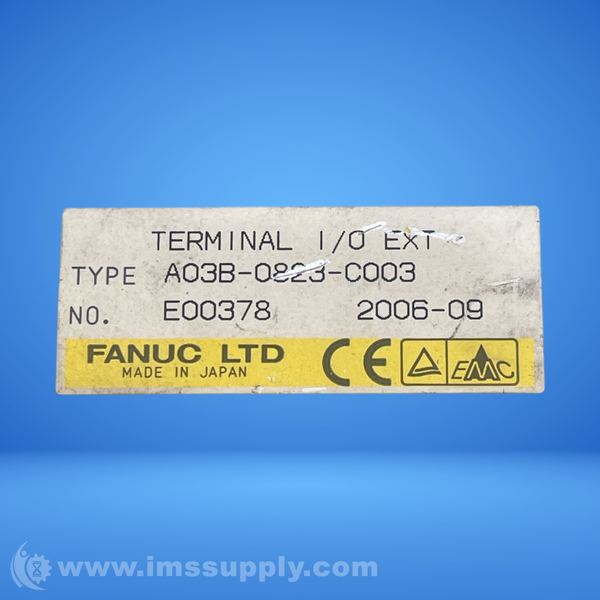 TERMINAL I/O EXT
TYPE A03B-0823-C003
NO. E00378 2006-09
FANUC LTD
MADE IN JAPAN
CE
EMC
www.imssupply.com